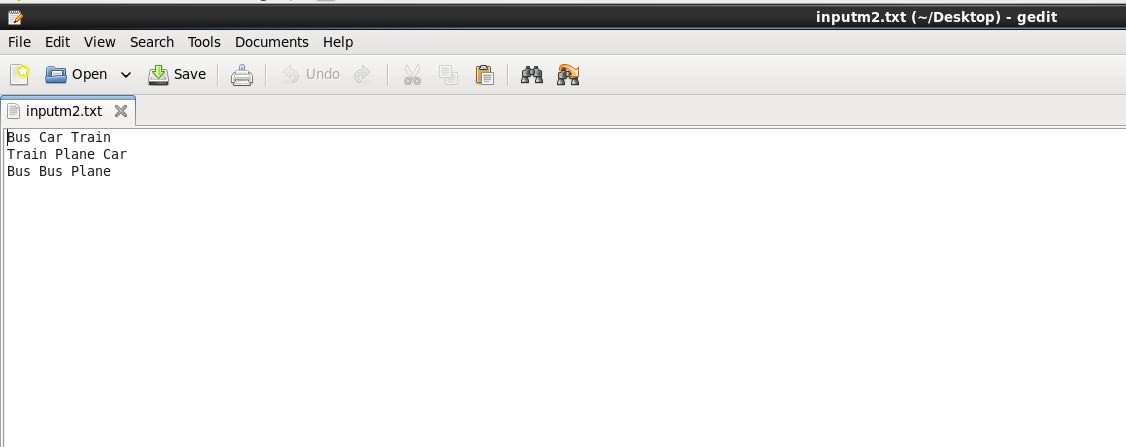 inputm2.txt (~/Desktop) - gedit
File Edit View Search Tools Documents Help
Open Save Undo
inputm2.txt
Bus Car Train
Train Plane Car
Bus Bus Plane